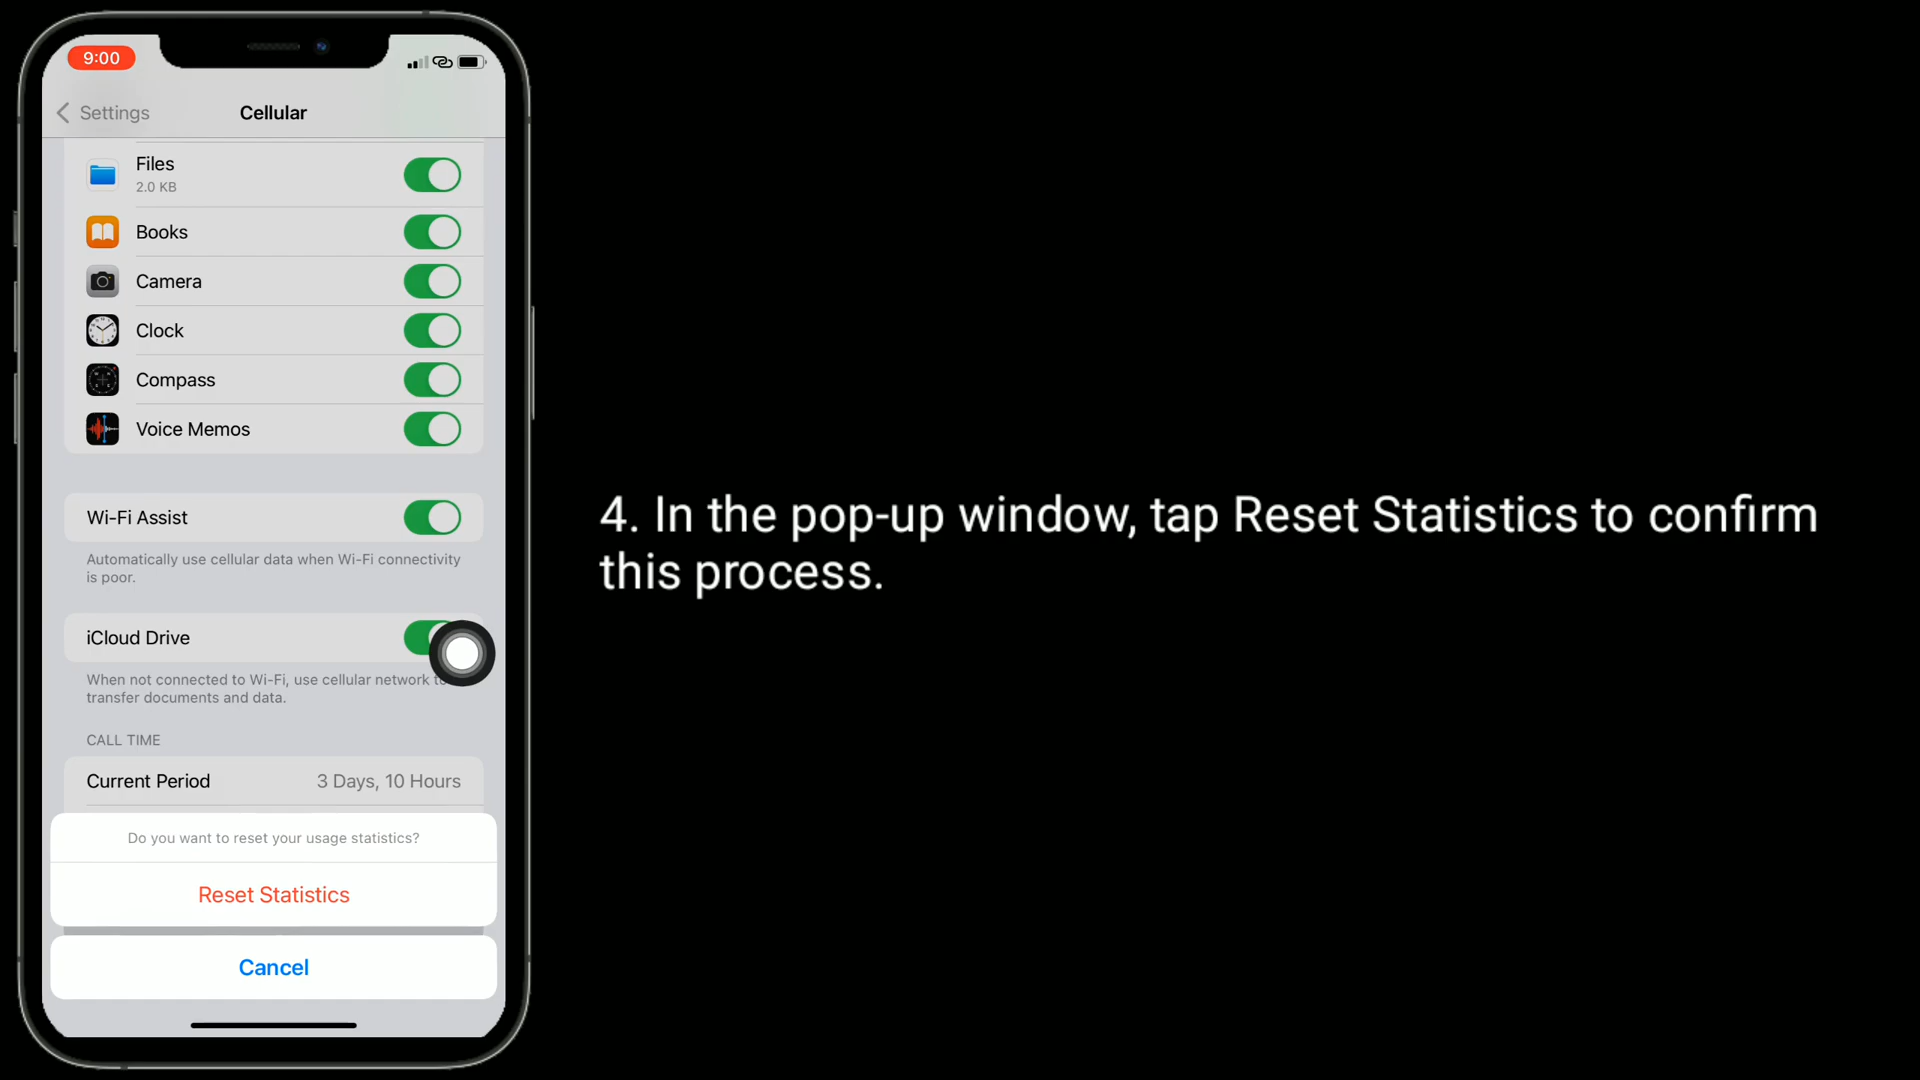 9:00
Settings
Cellular
Files
2.0 KB
Books
Camera
Clock
Compass
Voice Memos
Wi-Fi Assist
Automatically use cellular data when Wi-Fi connectivity
is poor.
iCloud Drive
When not connected to Wi-Fi, use cellular network to
transfer documents and data.
CALL TIME
Current Period 3 Days, 10 Hours
Do you want to reset your usage statistics?
Reset Statistics
Cancel
4. In the pop-up window, tap Reset Statistics to confirm
this process.